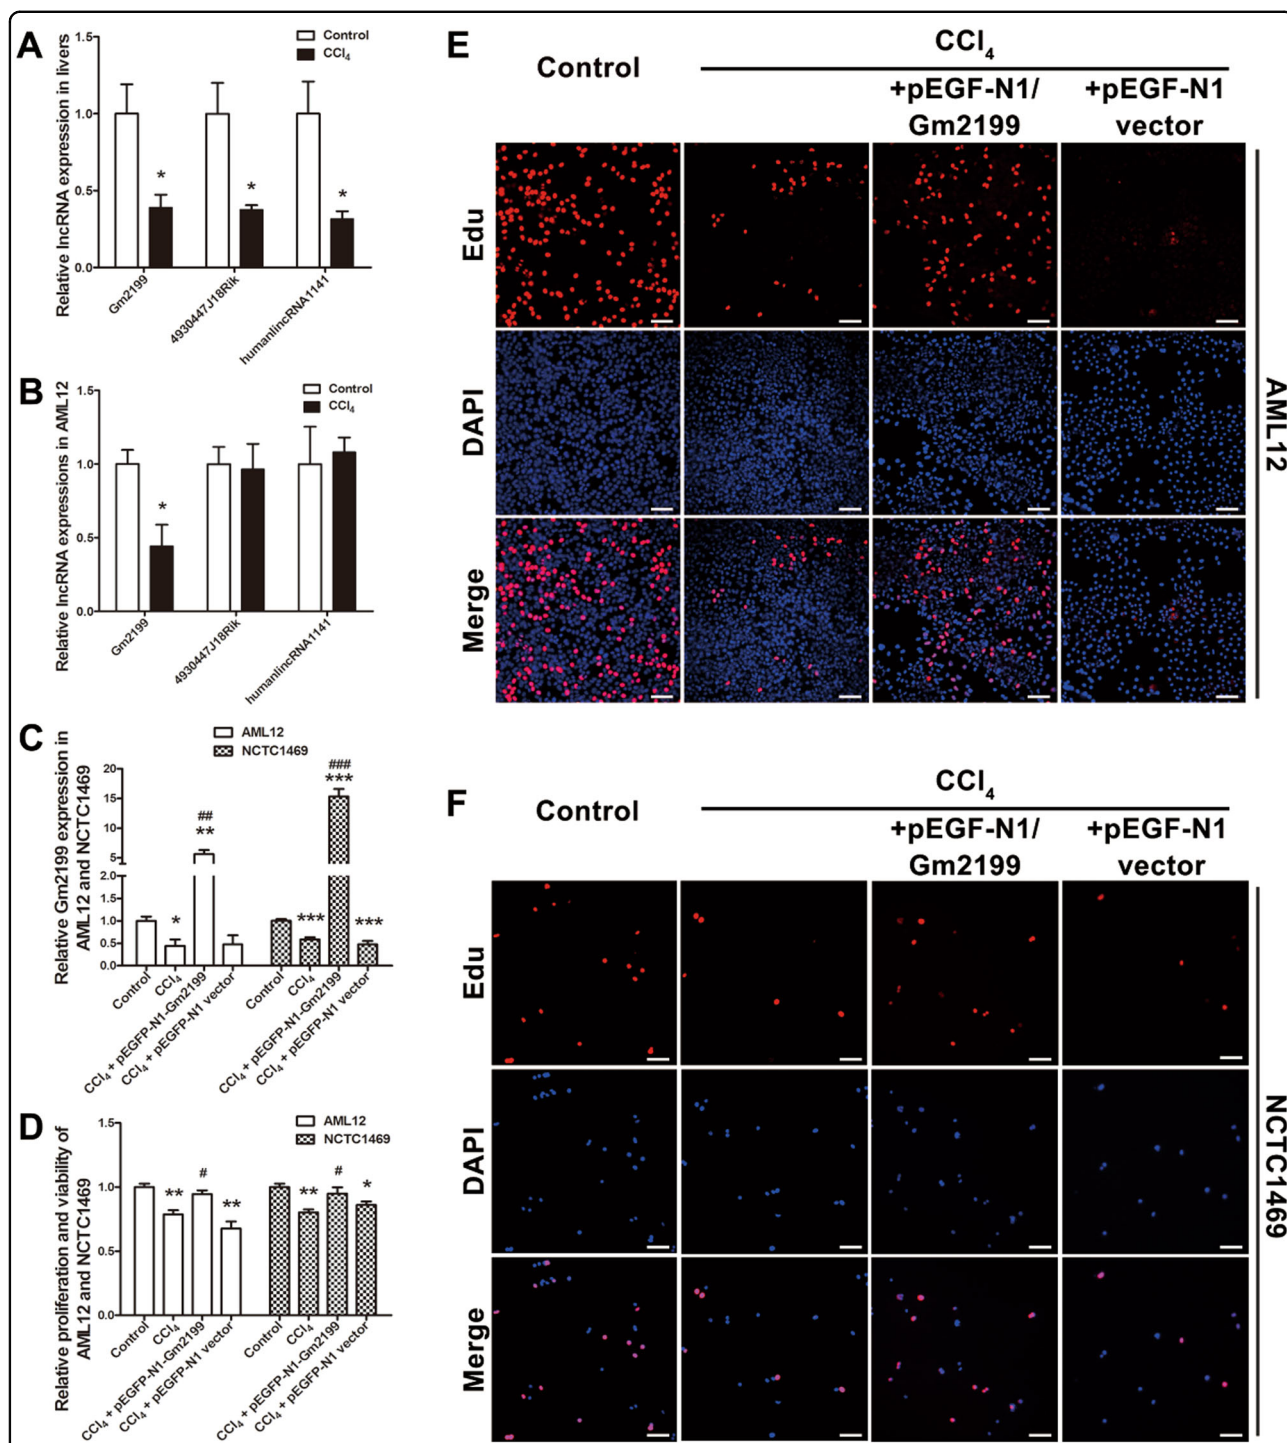 A
Relative lncRNA expression in livers
1.5
1.0
0.5
0.0
Control
CCl4
*
*
*
Gm2199
4930447J18Rik
humanlincRNA1141
B
Relative lncRNA expressions in AML12
1.5
1.0
0.5
0.0
Control
CCl4
*
Gm2199
4930447J18Rik
humanlincRNA1141
C
Relative Gm2199 expression in
AML12 and NCTC1469
AML12
NCTC1469
20
15
10
5
2.0
1.5
1.0
0.5
0.0
*
##
**
***
###
***
***
Control
CCl4
CCl4 + pEGFP-N1-Gm2199
CCl4 + pEGFP-N1 vector
Control
CCl4
CCl4 + pEGFP-N1-Gm2199
CCl4 + pEGFP-N1 vector
D
Relative proliferation and viability of
AML12 and NCTC1469
AML12
NCTC1469
1.5
1.0
0.5
0.0
**
#
**
**
#
*
Control
CCl4
CCl4 + pEGFP-N1-Gm2199
CCl4 + pEGFP-N1 vector
Control
CCl4
CCl4 + pEGFP-N1-Gm2199
CCl4 + pEGFP-N1 vector
E
Control
CCl4
+pEGF-N1/
Gm2199
+pEGF-N1
vector
Edu
DAPI
Merge
AML12
F
Control
CCl4
+pEGF-N1/
Gm2199
+pEGF-N1
vector
Edu
DAPI
Merge
NCTC1469